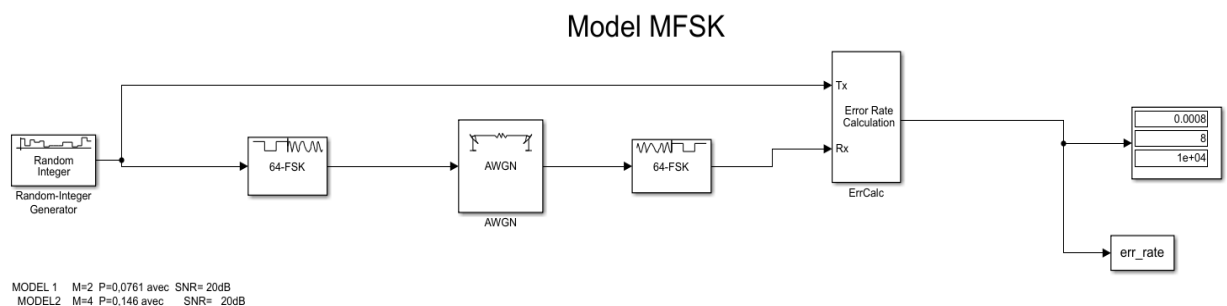 Model MFSK
Tx
Error Rate
Calculation
Rx
ErrCalc
0.0008
8
1e+04
Random
Integer
Random-Integer
Generator
64-FSK
AWGN
AWGN
64-FSK
err_rate
MODEL 1 M=2 P=0,0761 avec SNR= 20dB
MODEL2 M=4 P=0,146 avec SNR= 20dB